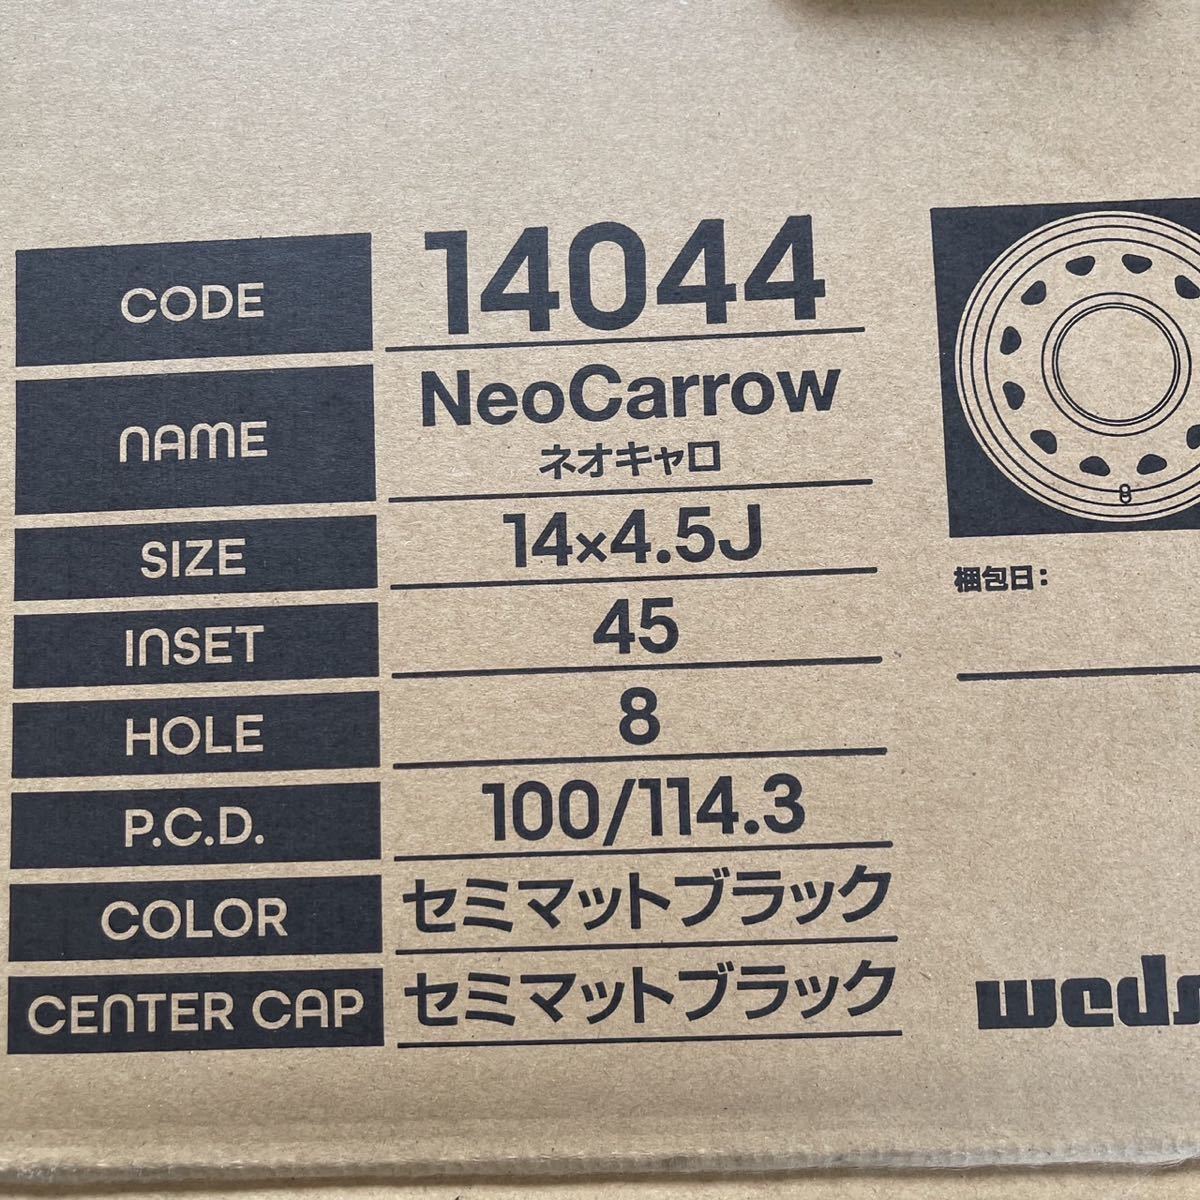 CODE 14044
NAME NeoCarrow
ネオキャロ
SIZE 14×4.5J
INSET 45
HOLE 8
P.C.D. 100/114.3
COLOR セミマットブラック
CENTER CAP セミマットブラック
8
梱包日:
weds